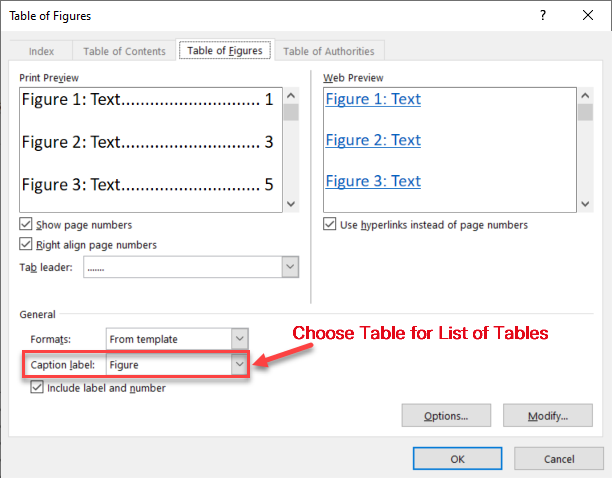 Table of Figures ? ×
Index Table of Contents Table of Figures Table of Authorities
Print Preview
Figure 1: Text............................ 1
Figure 2: Text............................ 3
Figure 3: Text............................ 5
Web Preview
Figure 1: Text
Figure 2: Text
Figure 3: Text
Show page numbers
Right align page numbers
Tab leader: .......
Use hyperlinks instead of page numbers
General
Formats: From template
Caption label: Figure
Include label and number
Choose Table for List of Tables
Options... Modify...
OK Cancel